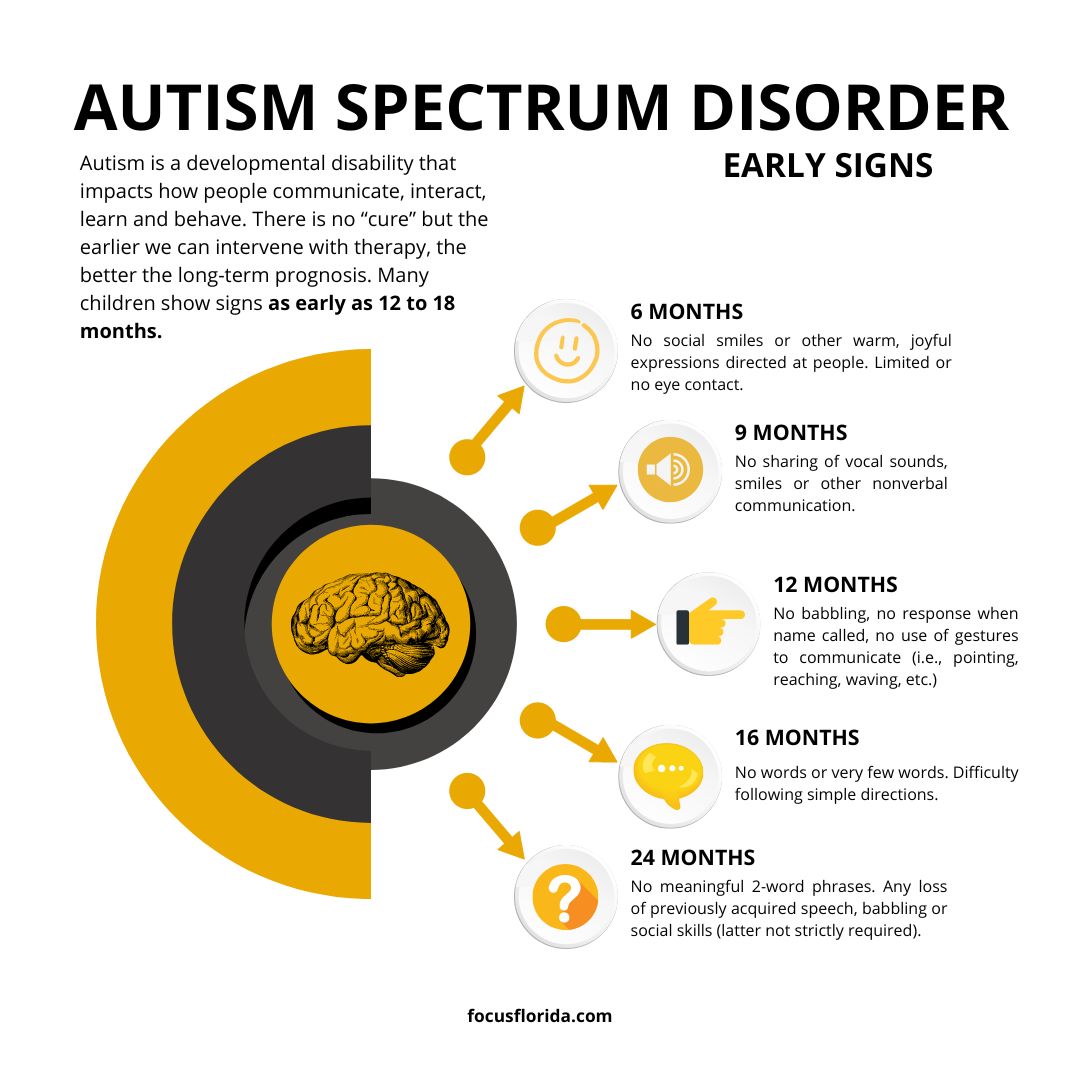 AUTISM SPECTRUM DISORDER
EARLY SIGNS
Autism is a developmental disability that
impacts how people communicate, interact,
learn and behave. There is no “cure” but the
earlier we can intervene with therapy, the
better the long-term prognosis. Many
children show signs as early as 12 to 18
months.
6 MONTHS
No social smiles or other warm, joyful
expressions directed at people. Limited or
no eye contact.
9 MONTHS
No sharing of vocal sounds,
smiles or other nonverbal
communication.
12 MONTHS
No babbling, no response when
name called, no use of gestures
to communicate (i.e., pointing,
reaching, waving, etc.)
16 MONTHS
No words or very few words. Difficulty
following simple directions.
24 MONTHS
No meaningful 2-word phrases. Any loss
of previously acquired speech, babbling or
social skills (latter not strictly required).
focusflorida.com